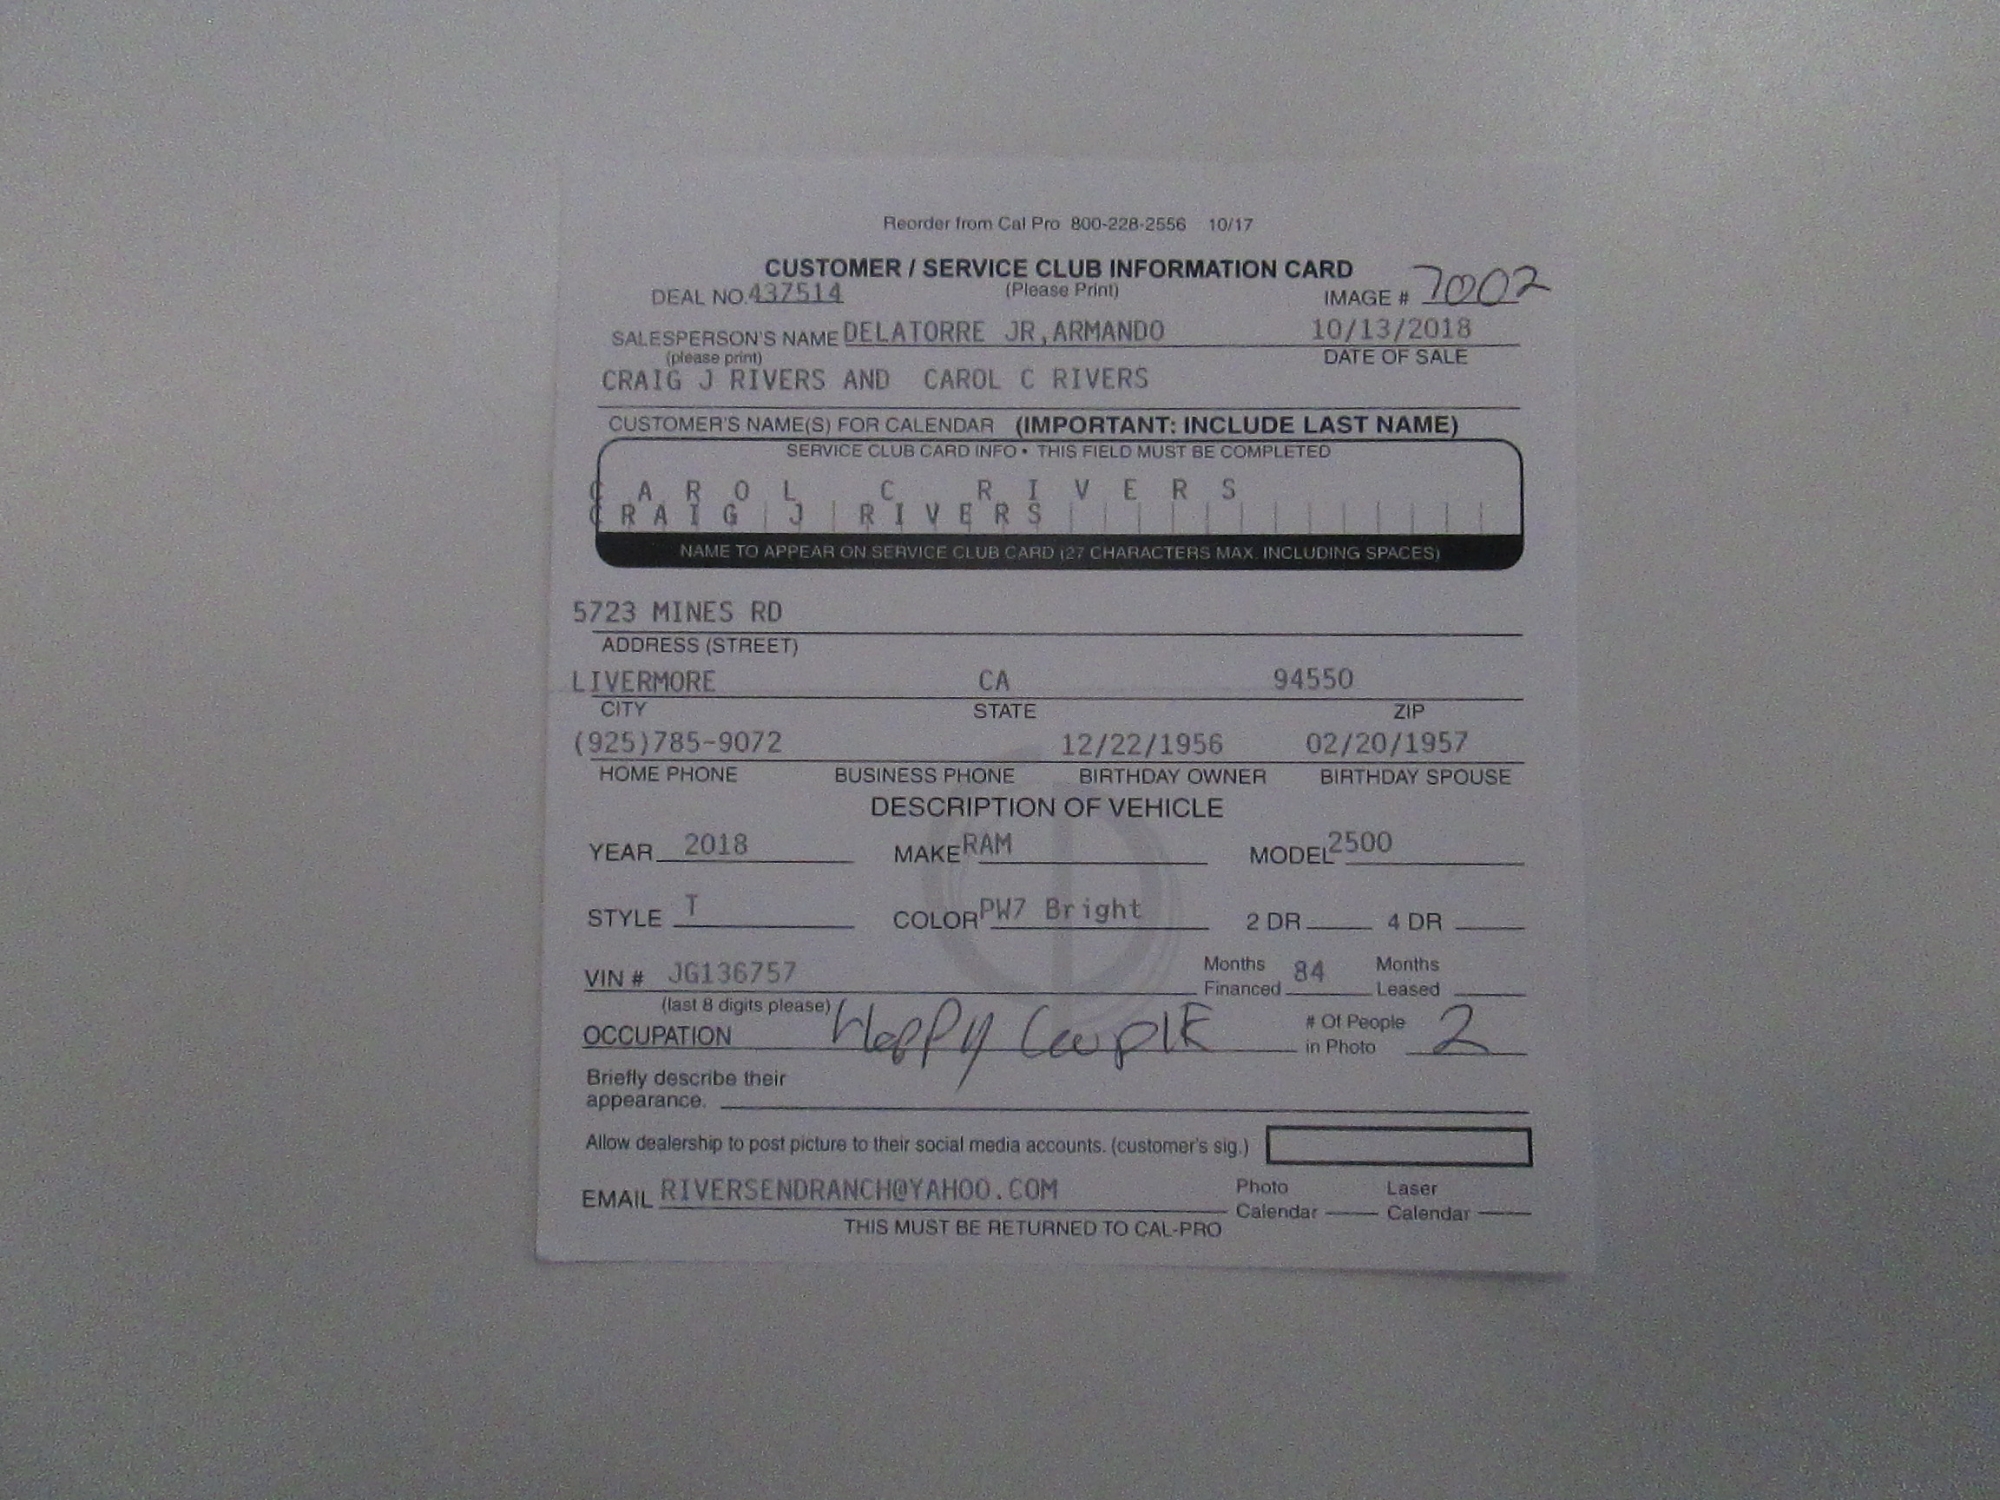 Reorder from Cal Pro 800-228-2556 10/17
CUSTOMER / SERVICE CLUB INFORMATION CARD
DEAL NO. 437514 (Please Print) IMAGE # 7002
SALESPERSON'S NAME DELATORRE JR,ARMANDO 10/13/2018
(please print) DATE OF SALE
CRAIG J RIVERS AND CAROL C RIVERS
CUSTOMER'S NAME(S) FOR CALENDAR (IMPORTANT: INCLUDE LAST NAME)
SERVICE CLUB CARD INFO • THIS FIELD MUST BE COMPLETED
CAROL C RIVERS
CRAIG J RIVERS
NAME TO APPEAR ON SERVICE CLUB CARD (27 CHARACTERS MAX. INCLUDING SPACES)
5723 MINES RD
ADDRESS (STREET)
LIVERMORE CA 94550
CITY STATE ZIP
(925)785-9072 12/22/1956 02/20/1957
HOME PHONE BUSINESS PHONE BIRTHDAY OWNER BIRTHDAY SPOUSE
DESCRIPTION OF VEHICLE
YEAR 2018 MAKE RAM MODEL 2500
STYLE T COLOR PW7 Bright 2 DR 4 DR
VIN # JG136757 Months Financed 84 Months Leased
(last 8 digits please)
OCCUPATION Happy Couple # Of People in Photo 2
Briefly describe their
appearance.
Allow dealership to post picture to their social media accounts. (customer's sig.)
EMAIL RIVERSENDRANCH@YAHOO.COM Photo Calendar Laser Calendar
THIS MUST BE RETURNED TO CAL-PRO